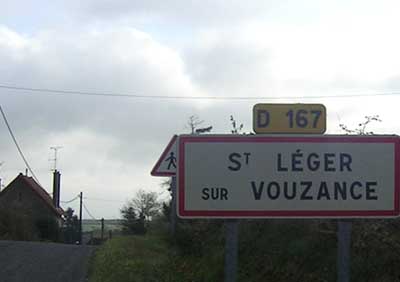 D 167
ST LÉGER
SUR VOUZANCE